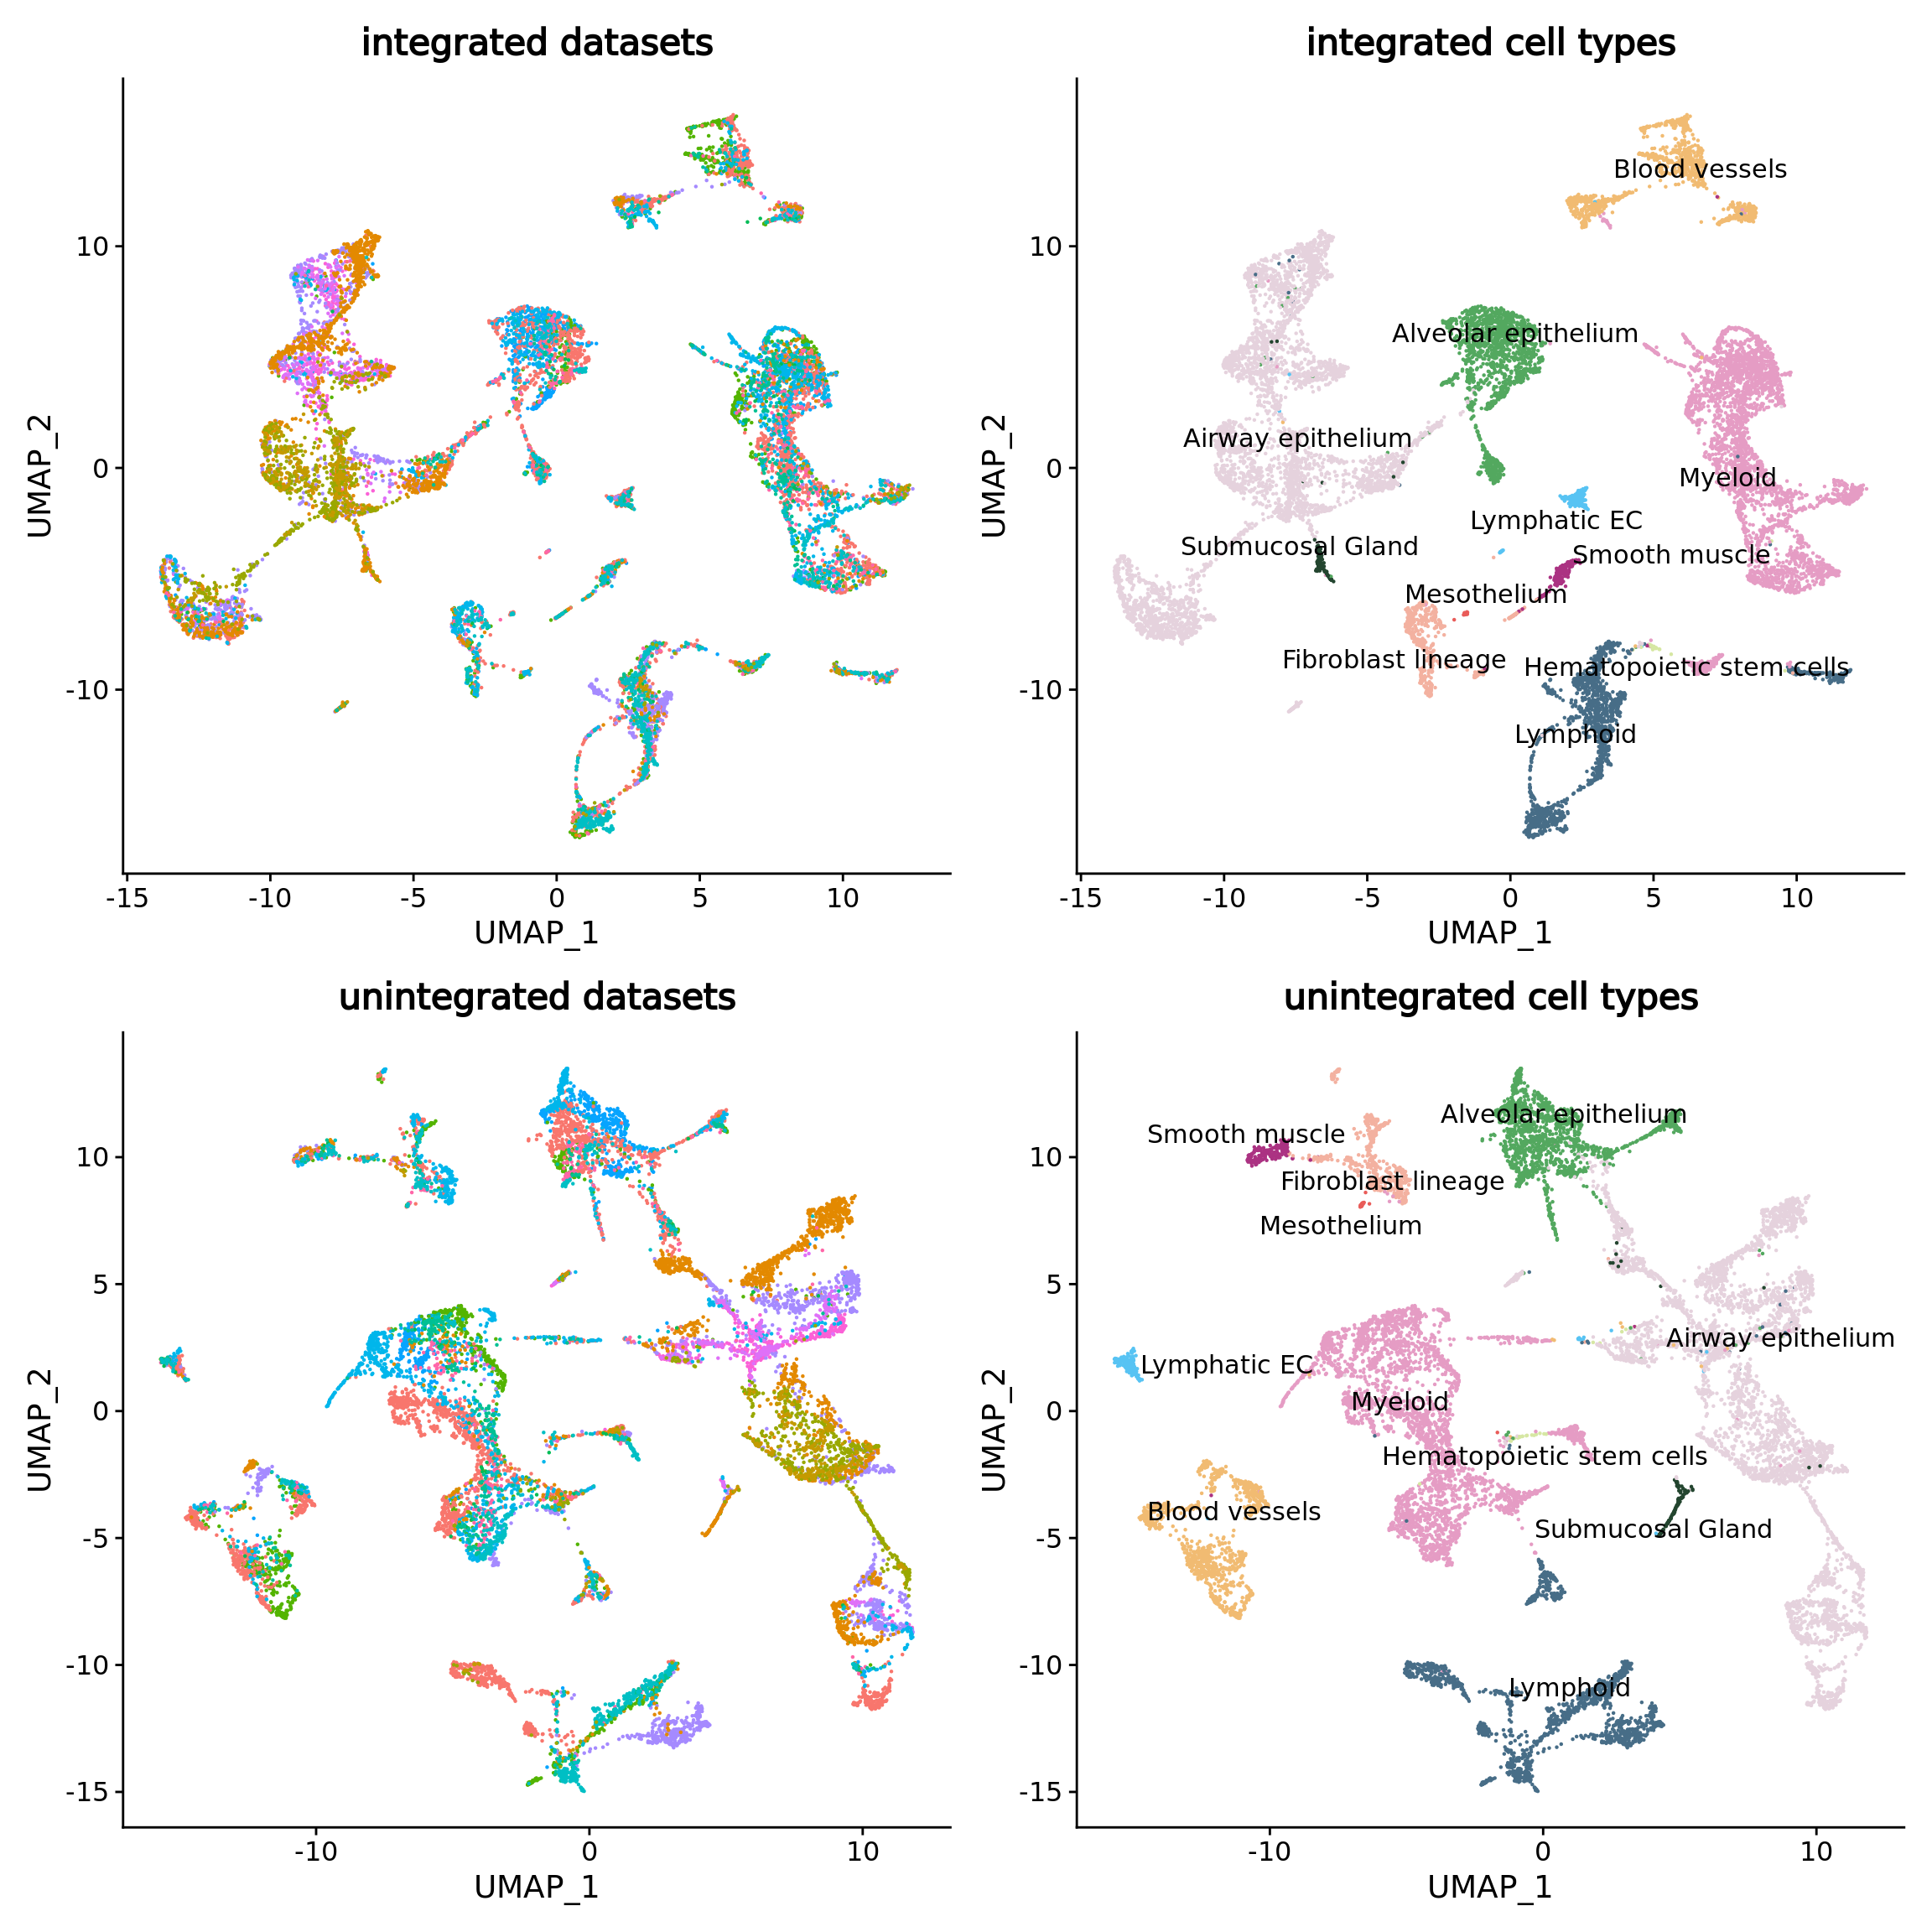 integrated datasets
10
0
-10
UMAP_2
-15 -10 -5 0 5 10
UMAP_1
integrated cell types
10
0
-10
UMAP_2
Blood vessels
Alveolar epithelium
Airway epithelium
Myeloid
Lymphatic EC
Submucosal Gland
Smooth muscle
Mesothelium
Fibroblast lineage
Hematopoietic stem cells
Lymphoid
-15 -10 -5 0 5 10
UMAP_1
unintegrated datasets
10
5
0
-5
-10
-15
UMAP_2
-10 0 10
UMAP_1
unintegrated cell types
10
5
0
-5
-10
-15
UMAP_2
Alveolar epithelium
Smooth muscle
Fibroblast lineage
Mesothelium
Airway epithelium
Lymphatic EC
Myeloid
Hematopoietic stem cells
Blood vessels
Submucosal Gland
Lymphoid
-10 0 10
UMAP_1